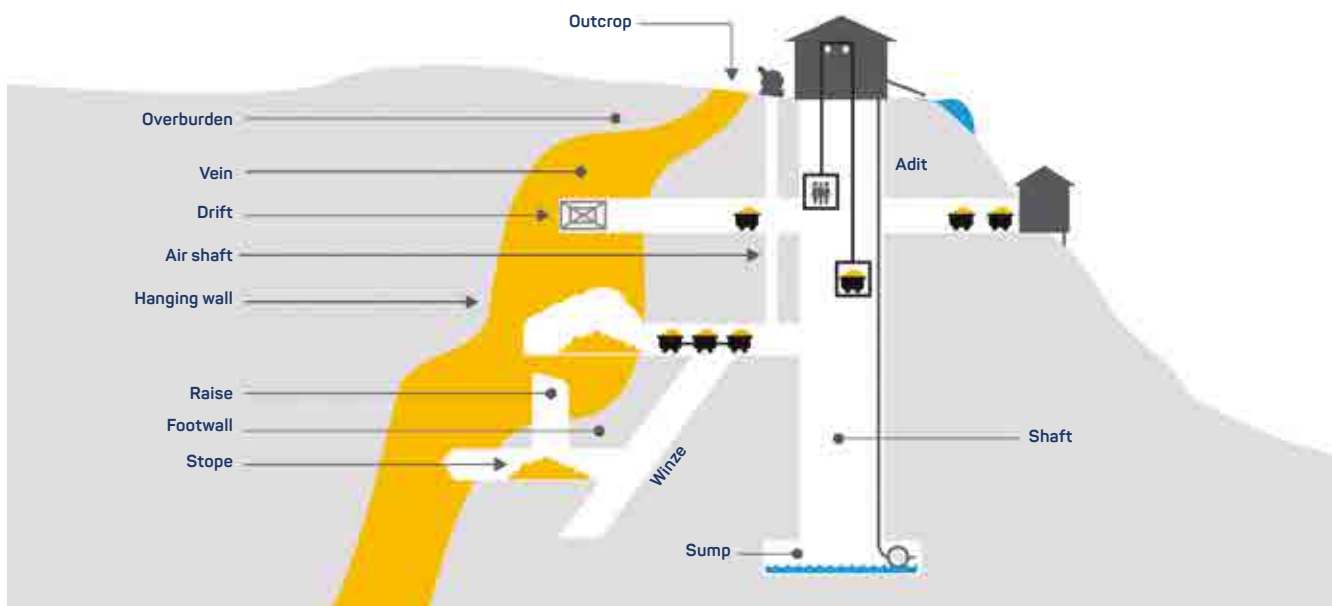 Outcrop
Overburden
Vein
Adit
Drift
Air shaft
Hanging wall
Raise
Footwall
Shaft
Stope
Winze
Sump